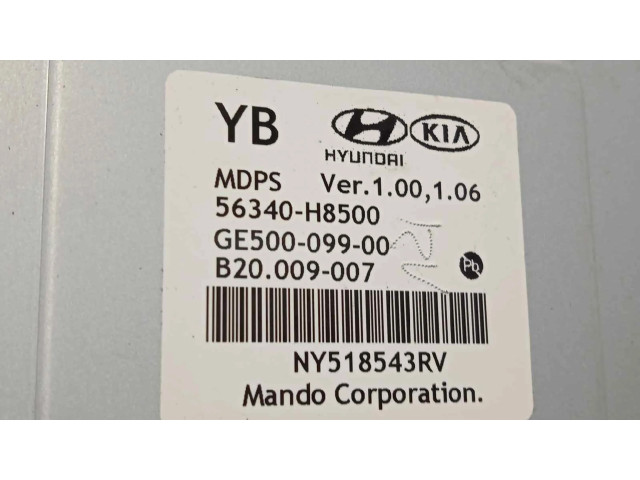 YB
HYUNDAI KIA
MDPS Ver.1.00,1.06
56340-H8500
GE500-099-00
B20.009-007
Pb
NY518543RV
Mando Corporation.